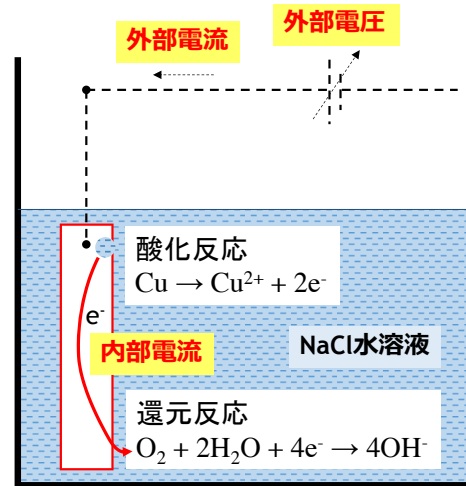 外部電圧
外部電流
酸化反応
Cu → Cu²⁺ + 2e⁻
e⁻
内部電流
NaCl水溶液
還元反応
O₂ + 2H₂O + 4e⁻ → 4OH⁻